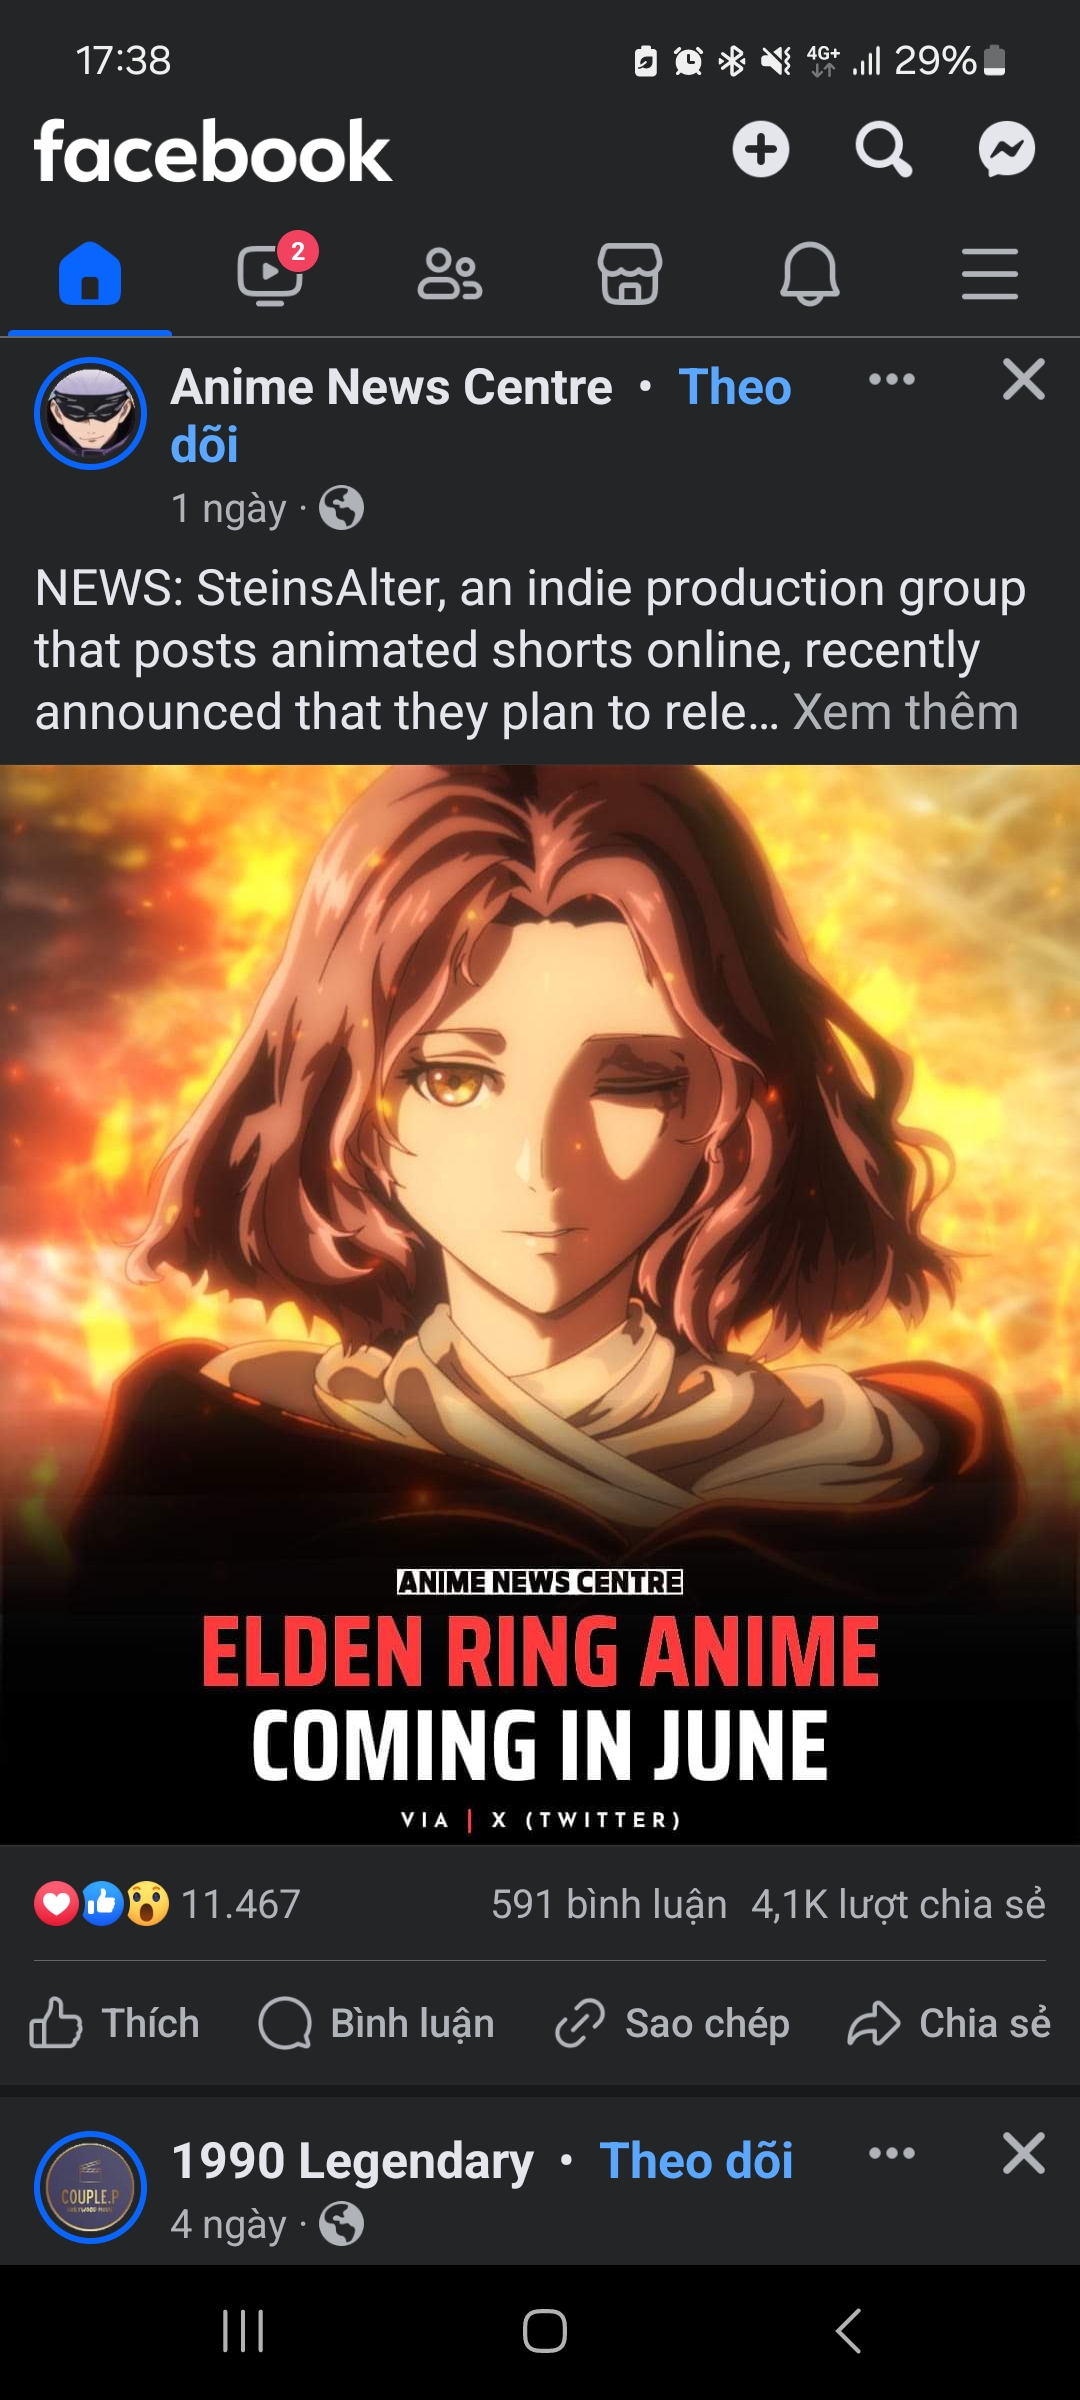 17:38
4G+ 29%
facebook
2
Anime News Centre • Theo
dõi
1 ngày ·
NEWS: SteinsAlter, an indie production group
that posts animated shorts online, recently
announced that they plan to rele... Xem thêm
ANIME NEWS CENTRE
ELDEN RING ANIME
COMING IN JUNE
VIA | X (TWITTER)
11.467 591 bình luận 4,1K lượt chia sẻ
Thích Bình luận Sao chép Chia sẻ
1990 Legendary • Theo dõi
COUPLE.P
4 ngày ·